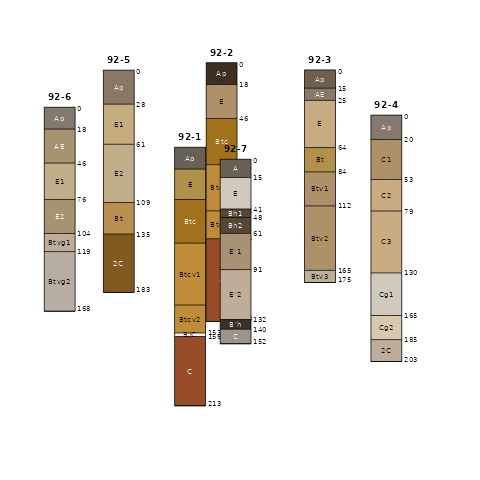 92-6
0
Ap
18
AE
46
E1
76
E2
104
Btvg1
119
Btvg2
168
92-5
0
Ap
28
E1
61
E2
109
Bt
135
2C
183
92-1
Ap
E
Btc
Btcv1
Btcv2
153
156
C
213
92-2
0
Ap
18
E
46
Btc
92-7
0
A
15
E
41
Bh1
48
Bh2
61
E'1
91
E'2
132
B'h
140
C
152
92-3
0
Ap
15
AE
25
E
64
Bt
84
Btv1
112
Btv2
165
Btv3
175
92-4
0
Ap
20
C1
53
C2
79
C3
130
Cg1
165
Cg2
185
2C
203